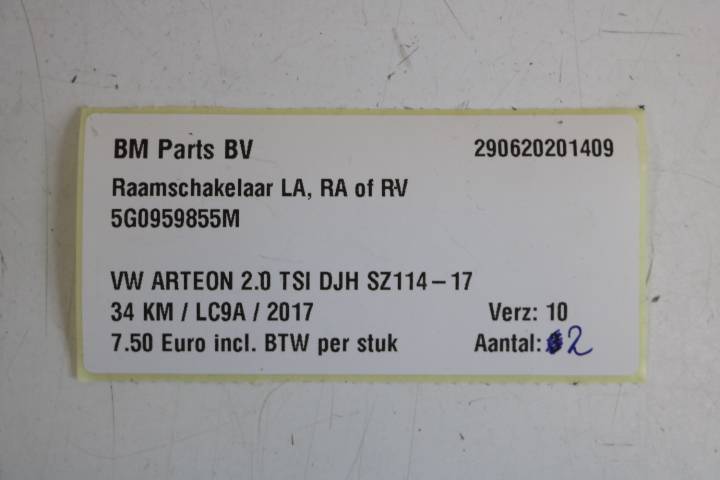 BM Parts BV 290620201409
Raamschakelaar LA, RA of RV
5G0959855M
VW ARTEON 2.0 TSI DJH SZ114-17
34 KM / LC9A / 2017 Verz: 10
7.50 Euro incl. BTW per stuk Aantal: 2